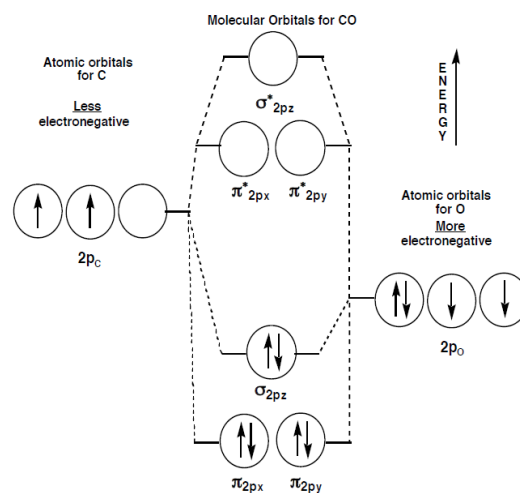 Molecular Orbitals for CO
Atomic orbitals
for C
Less
electronegative
σ*2pz
ENERGY
π*2px
π*2py
Atomic orbitals
for O
More
electronegative
2pC
2pO
σ2pz
π2px
π2py